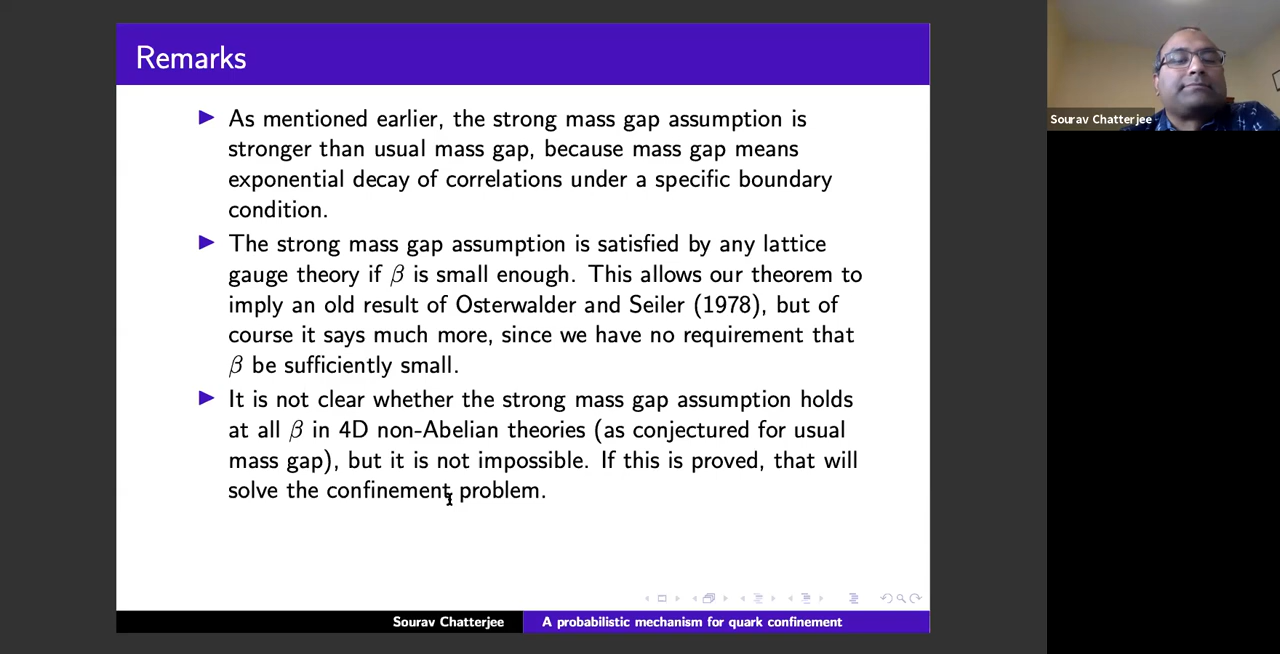 Remarks
As mentioned earlier, the strong mass gap assumption is
stronger than usual mass gap, because mass gap means
exponential decay of correlations under a specific boundary
condition.
The strong mass gap assumption is satisfied by any lattice
gauge theory if β is small enough. This allows our theorem to
imply an old result of Osterwalder and Seiler (1978), but of
course it says much more, since we have no requirement that
β be sufficiently small.
It is not clear whether the strong mass gap assumption holds
at all β in 4D non-Abelian theories (as conjectured for usual
mass gap), but it is not impossible. If this is proved, that will
solve the confinement problem.
Sourav Chatterjee
A probabilistic mechanism for quark confinement
Sourav Chatterjee